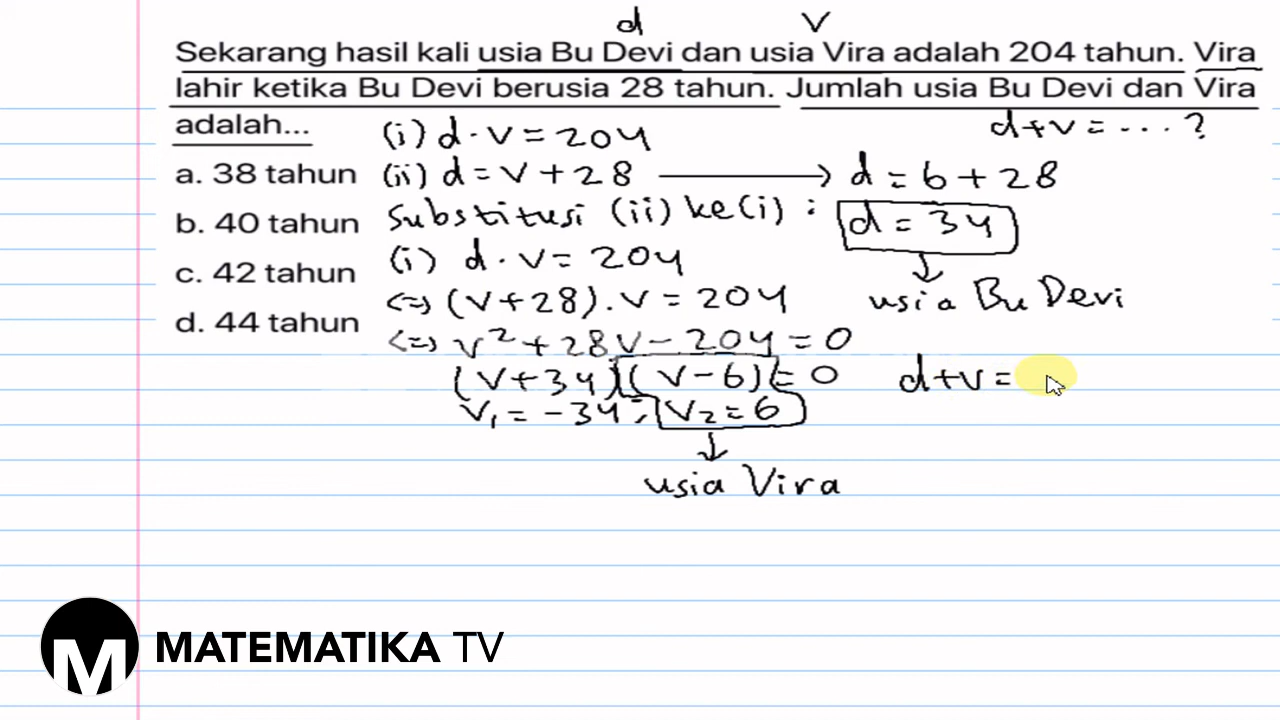 d v
Sekarang hasil kali usia Bu Devi dan usia Vira adalah 204 tahun. Vira
lahir ketika Bu Devi berusia 28 tahun. Jumlah usia Bu Devi dan Vira
adalah...
d+v = .... ?
a. 38 tahun
b. 40 tahun
c. 42 tahun
d. 44 tahun
(i) d·v = 204
(ii) d = v + 28
Substitusi (ii) ke (i) :
(i) d·v = 204
<=> (v+28).v = 204
<=> v² + 28v - 204 = 0
(v+34)(v-6) = 0
v₁ = -34; v₂ = 6
usia Vira
d = 6 + 28
d = 34
usia Bu Devi
d+v =
M MATEMATIKA TV